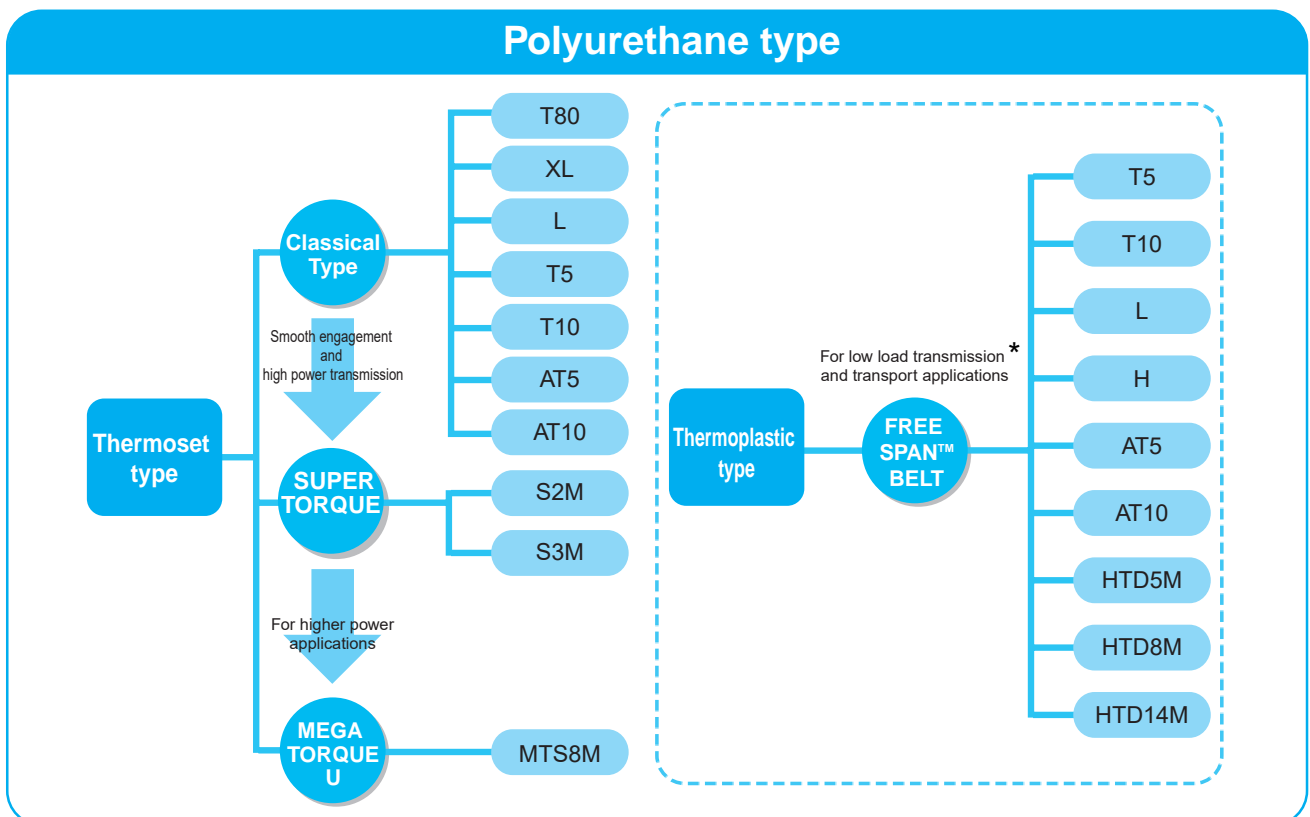 Polyurethane type
Thermoset
type
Classical
Type
T80
XL
L
T5
T10
AT5
AT10
Smooth engagement
and
high power transmission
SUPER
TORQUE
S2M
S3M
For higher power
applications
MEGA
TORQUE
U
MTS8M
Thermoplastic
type
For low load transmission *
and transport applications
FREE
SPAN™
BELT
T5
T10
L
H
AT5
AT10
HTD5M
HTD8M
HTD14M